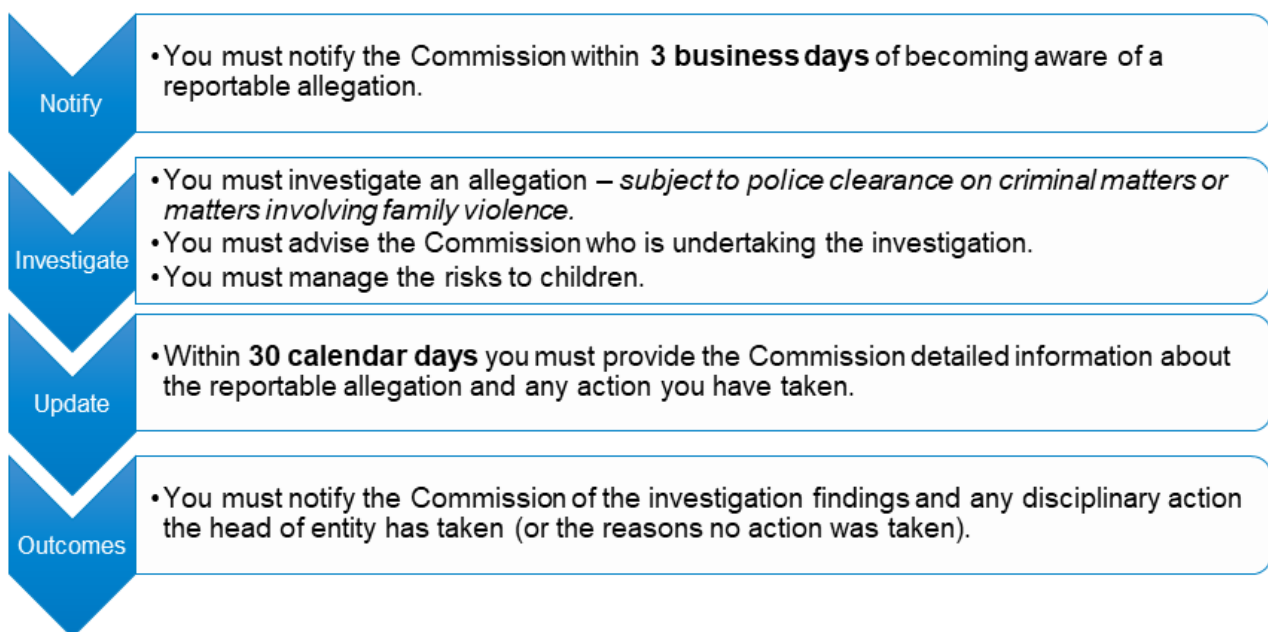 Notify
•You must notify the Commission within 3 business days of becoming aware of a
reportable allegation.
Investigate
•You must investigate an allegation – subject to police clearance on criminal matters or
matters involving family violence.
•You must advise the Commission who is undertaking the investigation.
•You must manage the risks to children.
Update
•Within 30 calendar days you must provide the Commission detailed information about
the reportable allegation and any action you have taken.
Outcomes
•You must notify the Commission of the investigation findings and any disciplinary action
the head of entity has taken (or the reasons no action was taken).